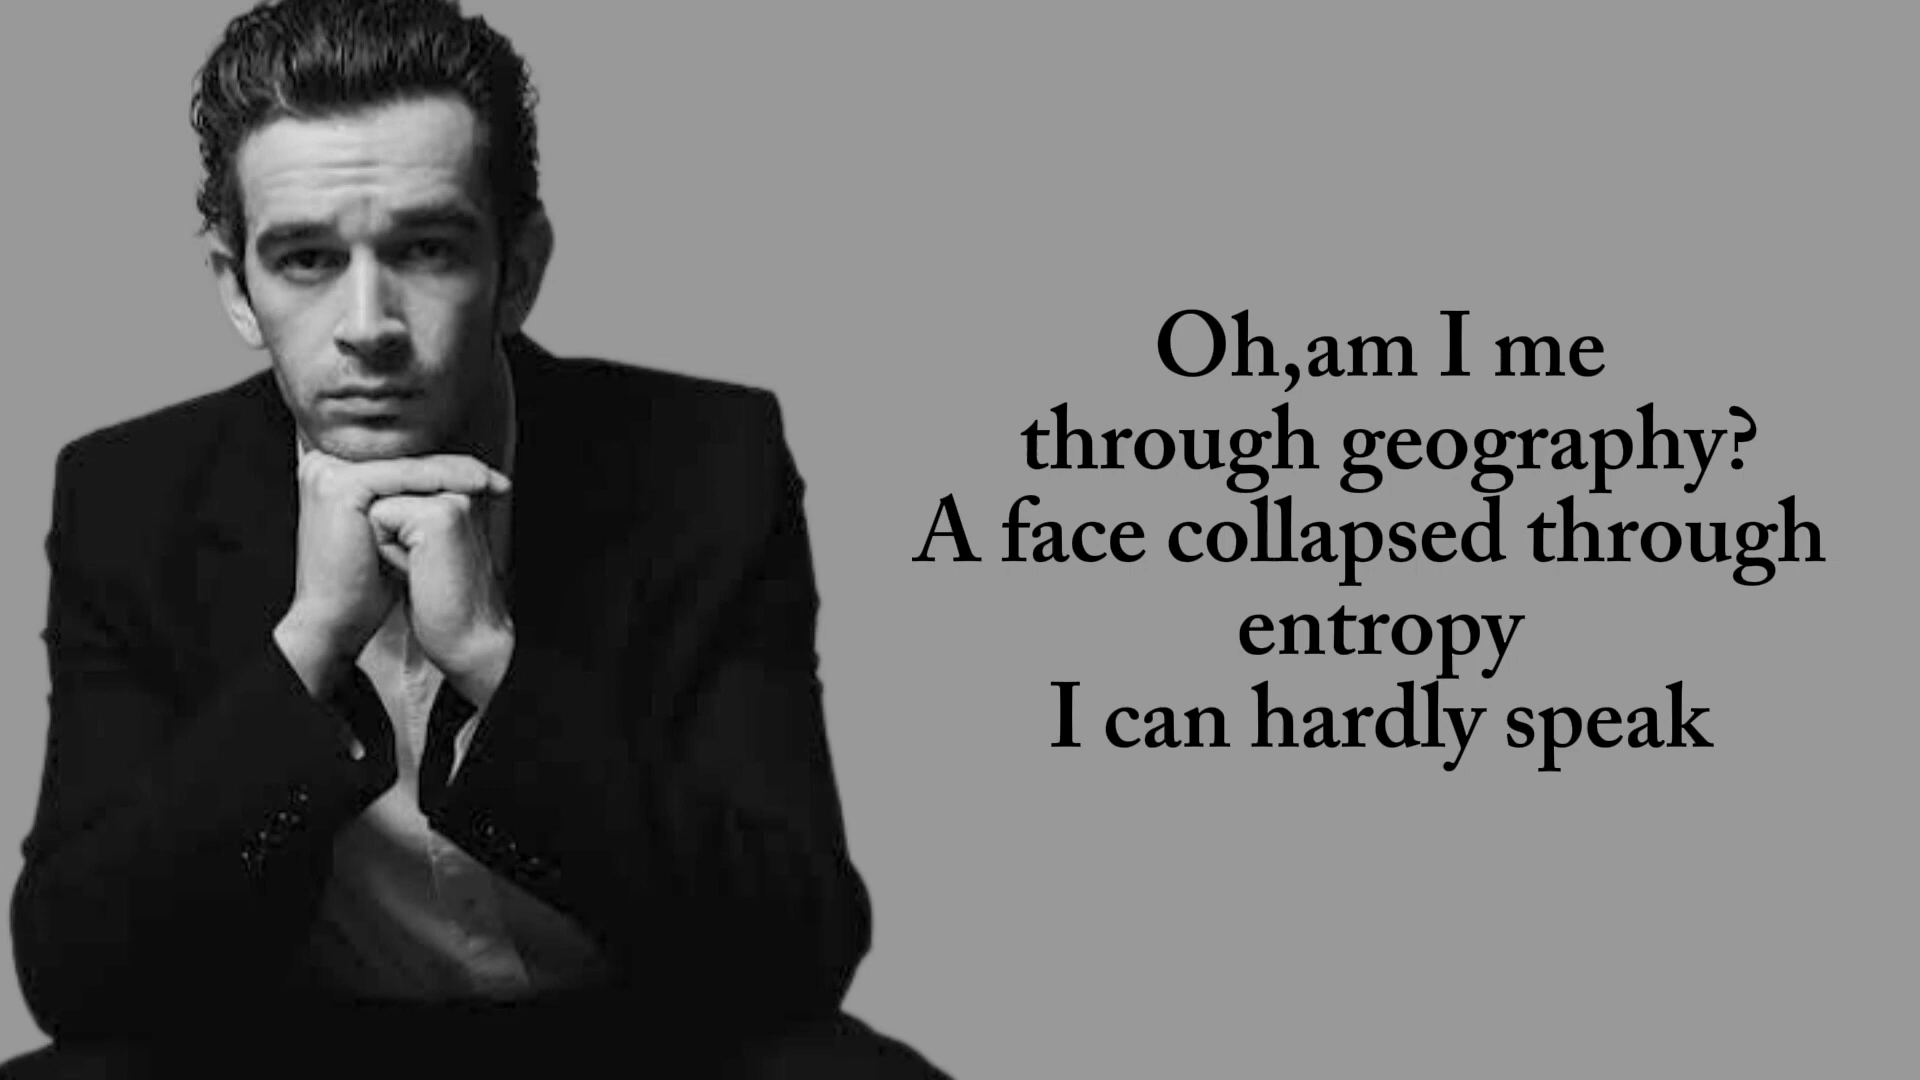 Oh,am I me
through geography?
A face collapsed through
entropy
I can hardly speak